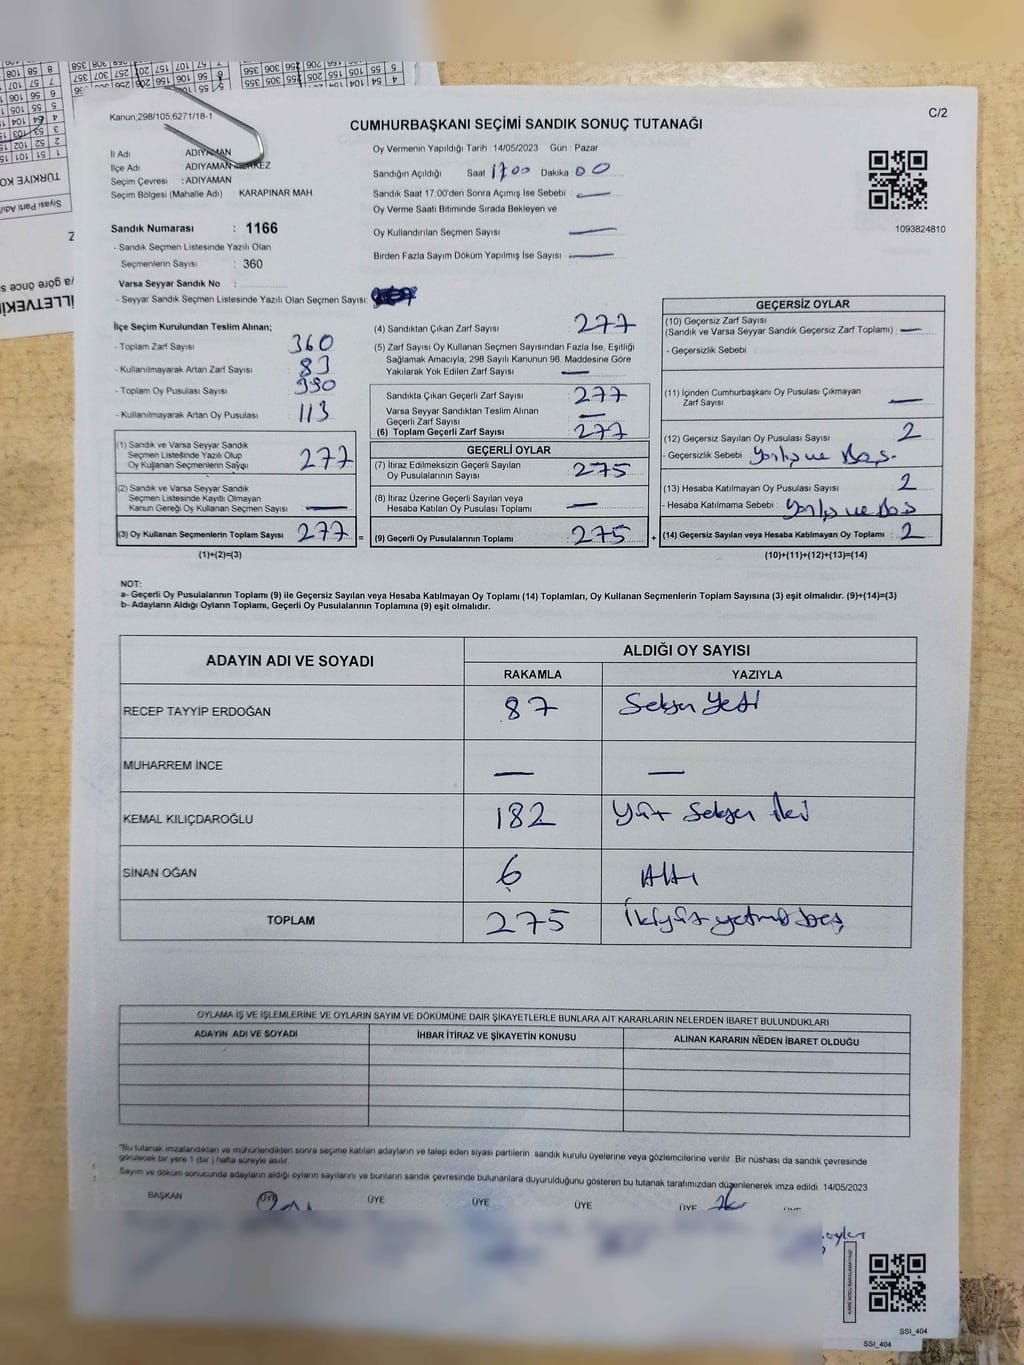 Kanun,298/105,6271/18-1
C/2
CUMHURBAŞKANI SEÇİMİ SANDIK SONUÇ TUTANAĞI
İl Adı ADIYAMAN
İlçe Adı ADIYAMAN MERKEZ
Seçim Çevresi : ADIYAMAN
Seçim Bölgesi (Mahalle Adı) : KARAPINAR MAH.
Sandık Numarası : 1166
- Sandık Seçmen Listesinde Yazılı Olan
Seçmenlerin Sayısı : 360
Varsa Seyyar Sandık No :
- Seyyar Sandık Seçmen Listesinde Yazılı Olan Seçmen Sayısı:
Oy Vermenin Yapıldığı Tarih : 14/05/2023 Gün : Pazar
Sandığın Açıldığı Saat 17 00 Dakika 00
Sandık Saat 17:00'den Sonra Açımış İse Sebebi : —
Oy Verme Saati Bitiminde Sırada Bekleyen ve
Oy Kullandırılan Seçmen Sayısı —
Birden Fazla Sayım Döküm Yapılmış İse Sayısı —
1093824810
İlçe Seçim Kurulundan Teslim Alınan;
- Toplam Zarf Sayısı 360
- Kullanılmayarak Artan Zarf Sayısı 83
- Toplam Oy Pusulası Sayısı 390
- Kullanılmayarak Artan Oy Pusulası 113
(1) Sandık ve Varsa Seyyar Sandık
Seçmen Listesinde Yazılı Olup
Oy Kullanan Seçmenlerin Sayısı 277
(2) Sandık ve Varsa Seyyar Sandık
Seçmen Listesinde Kayıtlı Olmayan
Kanun Gereği Oy Kullanan Seçmen Sayısı —
(3) Oy Kullanan Seçmenlerin Toplam Sayısı 277 =
(1)+(2)=(3)
(4) Sandıktan Çıkan Zarf Sayısı : 277
(5) Zarf Sayısı Oy Kullanan Seçmen Sayısından Fazla İse, Eşitliği
Sağlamak Amacıyla; 298 Sayılı Kanunun 98. Maddesine Göre
Yakılarak Yok Edilen Zarf Sayısı —
Sandıkta Çıkan Geçerli Zarf Sayısı 277
Varsa Seyyar Sandıktan Teslim Alınan
Geçerli Zarf Sayısı —
(6) Toplam Geçerli Zarf Sayısı 277
GEÇERLİ OYLAR
(7) İtiraz Edilmeksizin Geçerli Sayılan
Oy Pusulalarının Sayısı 275
(8) İtiraz Üzerine Geçerli Sayılan veya
Hesaba Katılan Oy Pusulası Toplamı —
(9) Geçerli Oy Pusulalarının Toplamı 275 +
GEÇERSİZ OYLAR
(10) Geçersiz Zarf Sayısı
(Sandık ve Varsa Seyyar Sandık Geçersiz Zarf Toplamı) : —
- Geçersizlik Sebebi :
(11) İçinden Cumhurbaşkanı Oy Pusulası Çıkmayan
Zarf Sayısı —
(12) Geçersiz Sayılan Oy Pusulası Sayısı 2
- Geçersizlik Sebebi
(13) Hesaba Katılmayan Oy Pusulası Sayısı 2
- Hesaba Katılmama Sebebi :
(14) Geçersiz Sayılan veya Hesaba Katılmayan Oy Toplamı : 2
(10)+(11)+(12)+(13)=(14)
NOT:
a- Geçerli Oy Pusulalarının Toplamı (9) ile Geçersiz Sayılan veya Hesaba Katılmayan Oy Toplamı (14) Toplamları, Oy Kullanan Seçmenlerin Toplam Sayısına (3) eşit olmalıdır. (9)+(14)=(3)
b- Adayların Aldığı Oyların Toplamı, Geçerli Oy Pusulalarının Toplamına (9) eşit olmalıdır.
ADAYIN ADI VE SOYADI
ALDIĞI OY SAYISI
RAKAMLA YAZIYLA
RECEP TAYYİP ERDOĞAN 87 Seksen Yedi
MUHARREM İNCE — —
KEMAL KILIÇDAROĞLU 182 Yüz Seksen İki
SİNAN OĞAN 6 Altı
TOPLAM 275 İkiyüz yetmiş beş
OYLAMA İŞ VE İŞLEMLERİNE VE OYLARIN SAYIM VE DÖKÜMÜNE DAİR ŞİKAYETLERLE BUNLARA AİT KARARLARIN NELERDEN İBARET BULUNDUKLARI
ADAYIN ADI VE SOYADI İHBAR İTİRAZ VE ŞİKAYETİN KONUSU ALINAN KARARIN NEDEN İBARET OLDUĞU
"Bu tutanak imzalandıktan ve mühürlendikten sonra seçime katılan adayların ve talep eden siyasi partilerin sandık kurulu üyelerine veya gözlemcilerine verilir. Bir nüshası da sandık çevresinde
görülecek bir yere 1 (bir) hafta süreyle asılır.
Sayım ve döküm sonucunda adayların aldığı oyların sayılarını ve bunların sandık çevresinde bulunanlara duyurulduğunu gösteren bu tutanak tarafımızdan düzenlenerek imza edildi. 14/05/2023
BAŞKAN ÜYE ÜYE ÜYE ÜYE ÜYE
SSI_404
SSI_404